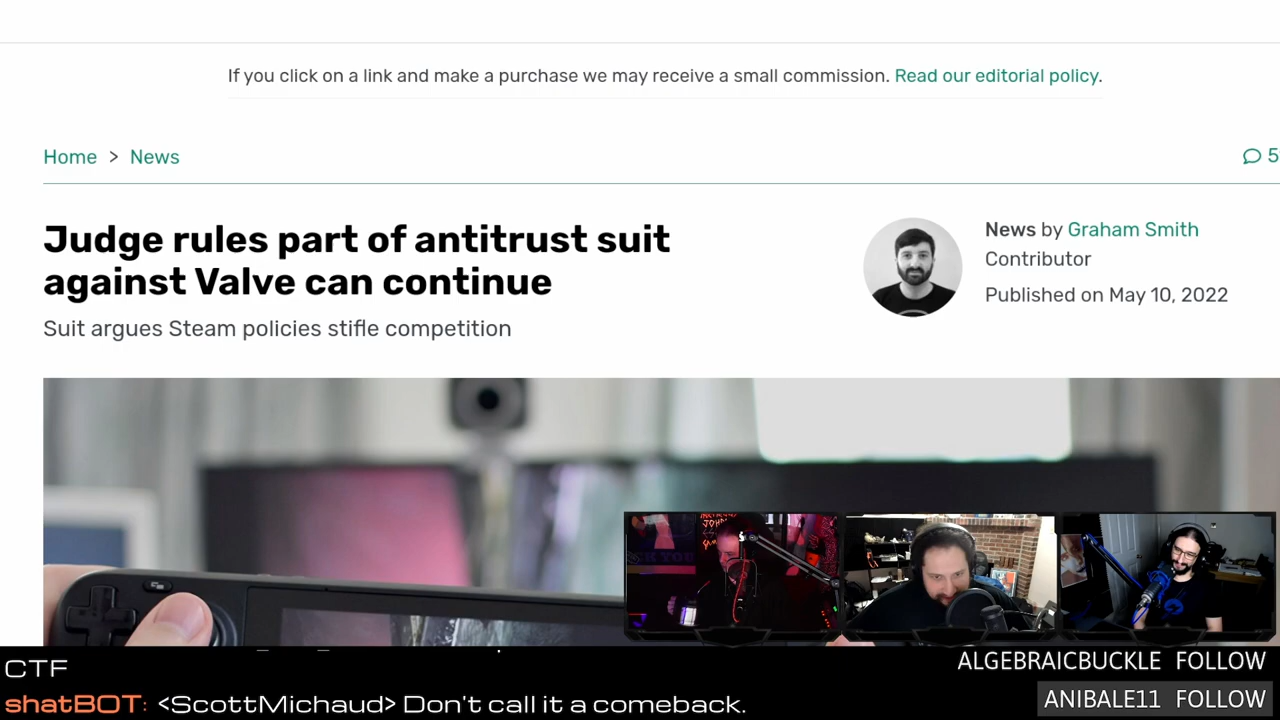 If you click on a link and make a purchase we may receive a small commission. Read our editorial policy.
Home > News
Judge rules part of antitrust suit
against Valve can continue
Suit argues Steam policies stifle competition
News by Graham Smith
Contributor
Published on May 10, 2022
CTF
shatBOT: <ScottMichaud> Don't call it a comeback.
ALGEBRAICBUCKLE FOLLOW
ANIBALE11 FOLLOW